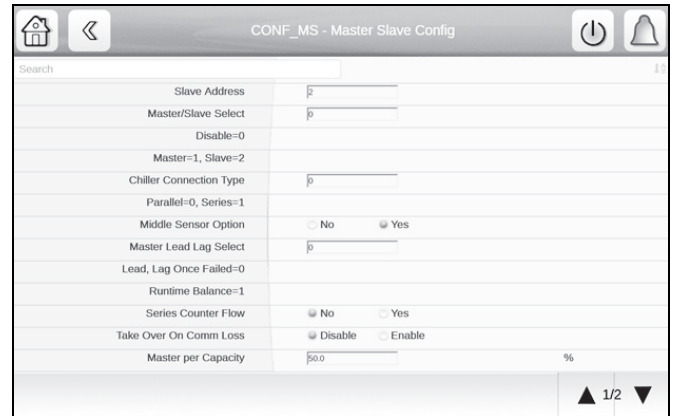 CONF_MS - Master Slave Config
Search
Slave Address 2
Master/Slave Select 0
Disable=0
Master=1, Slave=2
Chiller Connection Type 0
Parallel=0, Series=1
Middle Sensor Option No Yes
Master Lead Lag Select 0
Lead, Lag Once Failed=0
Runtime Balance=1
Series Counter Flow No Yes
Take Over On Comm Loss Disable Enable
Master per Capacity 50.0 %
1/2